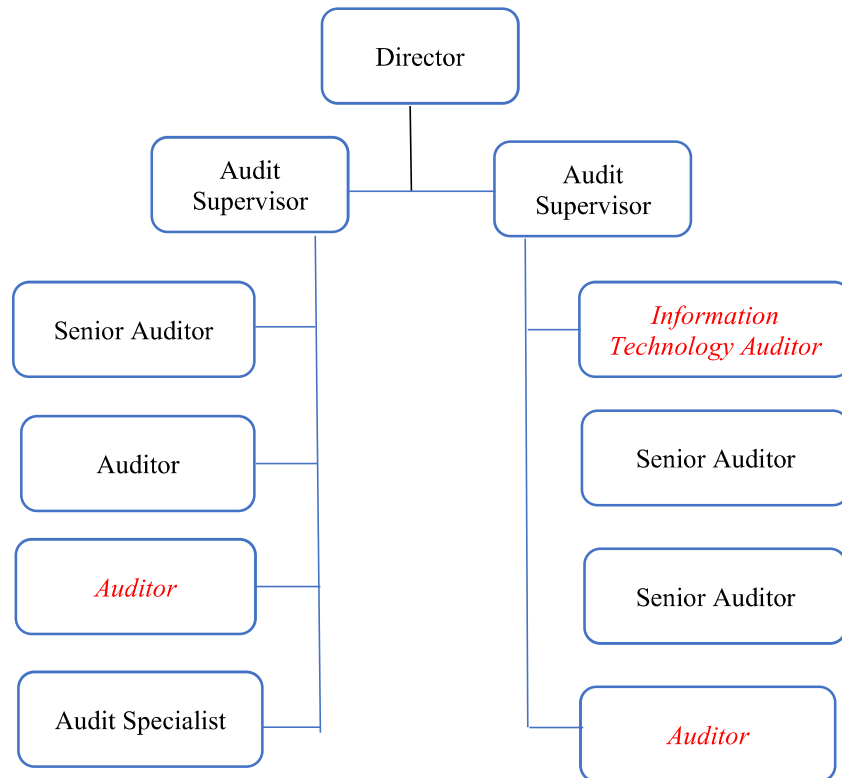 Director
Audit
Supervisor
Audit
Supervisor
Senior Auditor
Auditor
Auditor
Audit Specialist
Information
Technology Auditor
Senior Auditor
Senior Auditor
Auditor